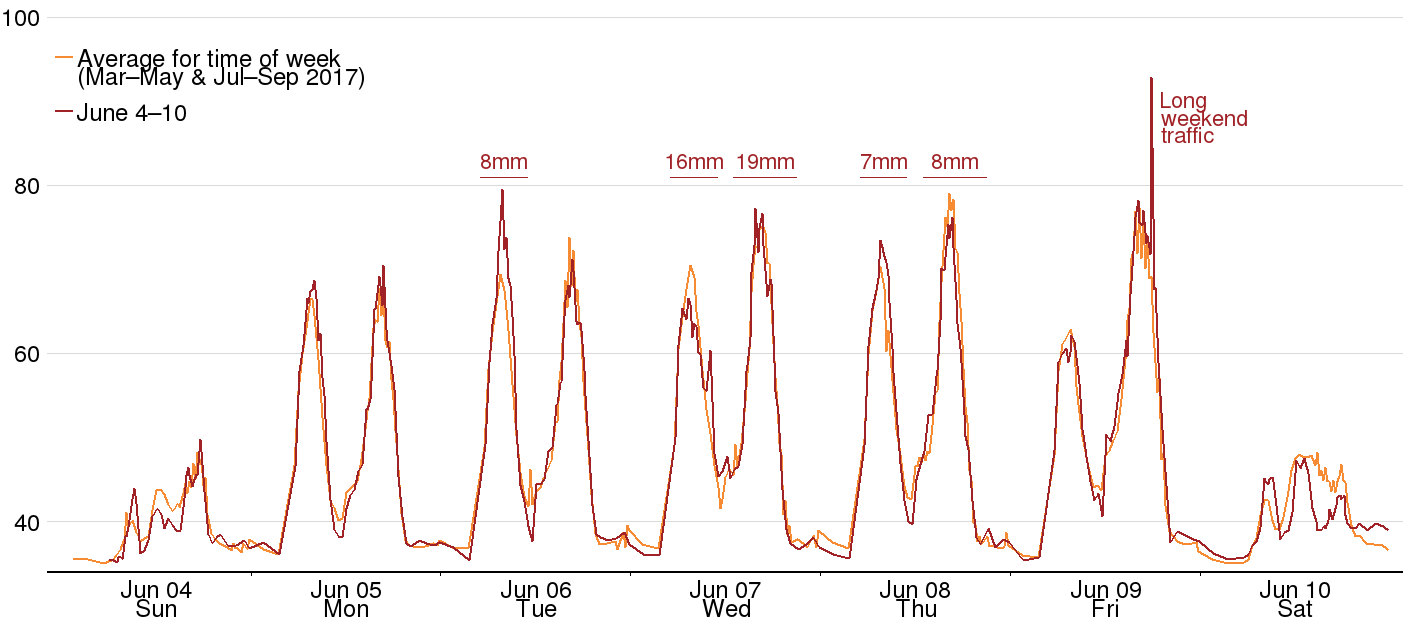 100
Average for time of week
(Mar–May & Jul–Sep 2017)
June 4–10
Long
weekend
traffic
8mm
16mm
19mm
7mm
8mm
80
60
40
Jun 04
Sun
Jun 05
Mon
Jun 06
Tue
Jun 07
Wed
Jun 08
Thu
Jun 09
Fri
Jun 10
Sat